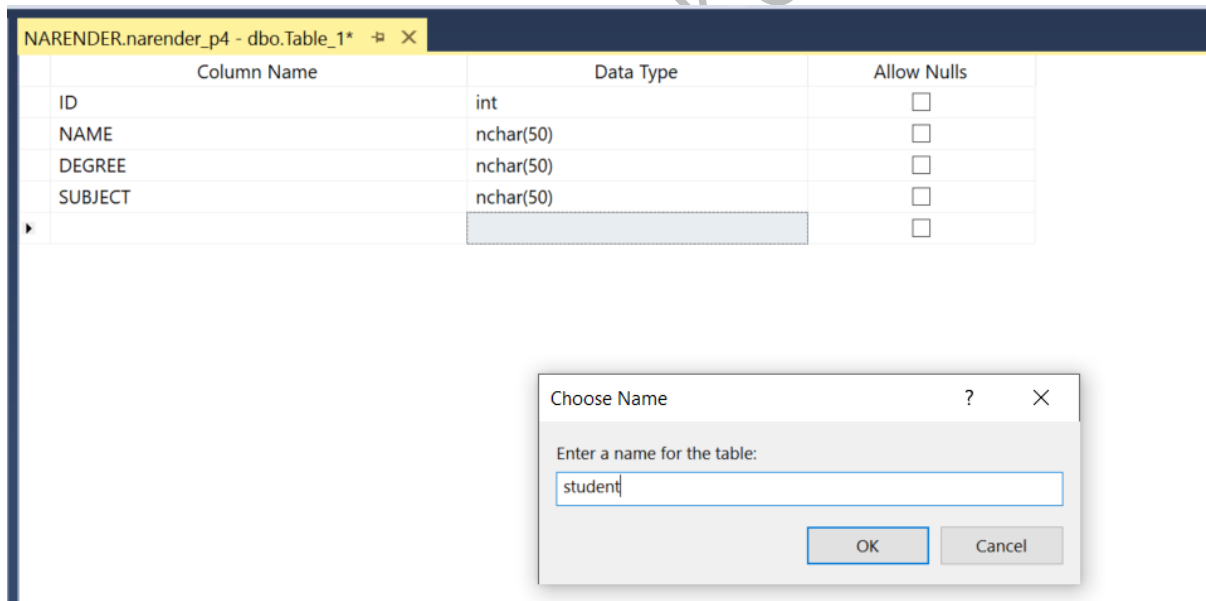 NARENDER.narender_p4 - dbo.Table_1*
Column Name Data Type Allow Nulls
ID int
NAME nchar(50)
DEGREE nchar(50)
SUBJECT nchar(50)
Choose Name ?
Enter a name for the table:
student
OK Cancel